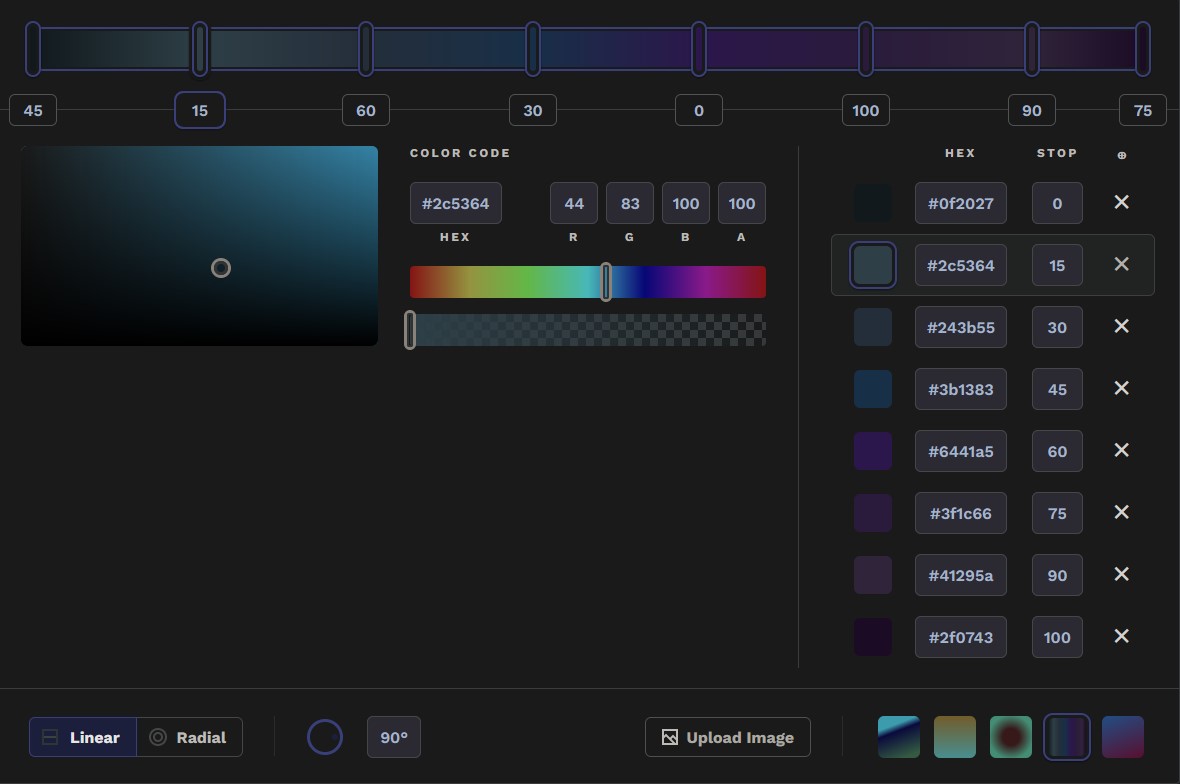 45 15 60 30 0 100 90 75
COLOR CODE
#2c5364 44 83 100 100
HEX R G B A
HEX STOP
#0f2027 0 ✕
#2c5364 15 ✕
#243b55 30 ✕
#3b1383 45 ✕
#6441a5 60 ✕
#3f1c66 75 ✕
#41295a 90 ✕
#2f0743 100 ✕
Linear Radial 90° Upload Image